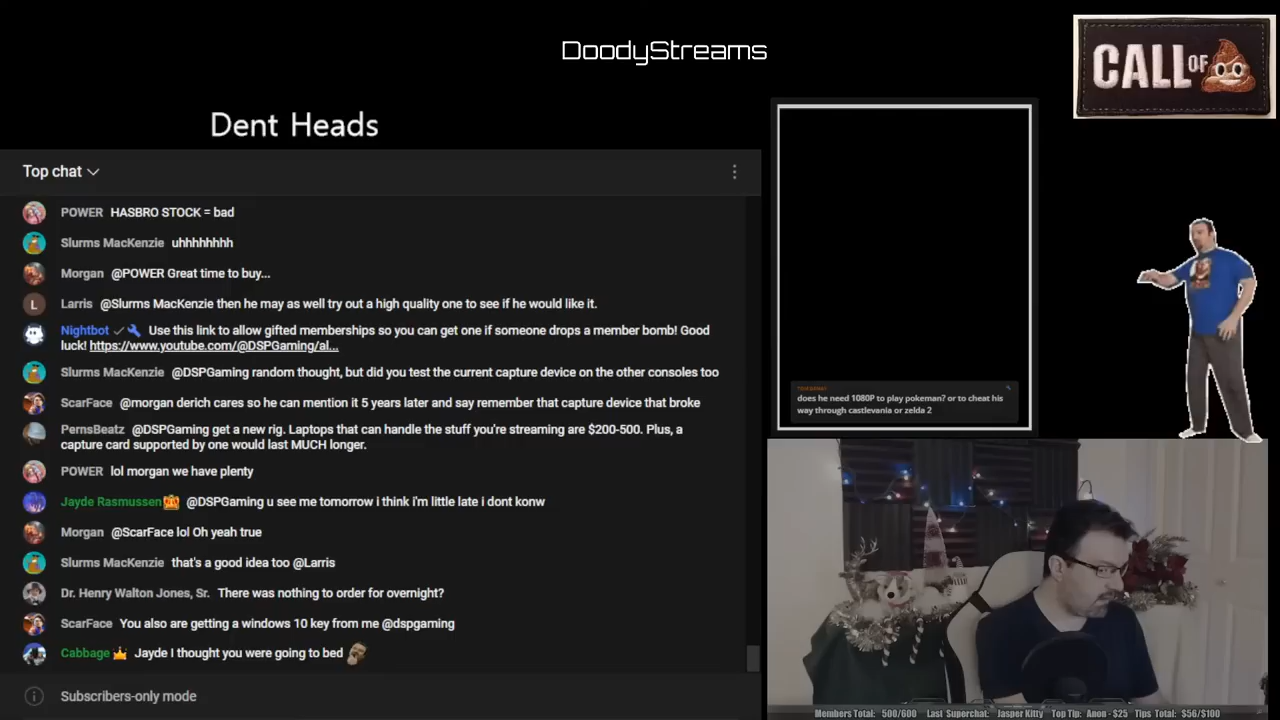 DoodyStreams
CALL OF
Dent Heads
Top chat
POWER HASBRO STOCK = bad
Slurms MacKenzie uhhhhhhhh
Morgan @POWER Great time to buy...
L Larris @Slurms MacKenzie then he may as well try out a high quality one to see if he would like it.
Nightbot Use this link to allow gifted memberships so you can get one if someone drops a member bomb! Good
luck! https://www.youtube.com/@DSPGaming/al...
Slurms MacKenzie @DSPGaming random thought, but did you test the current capture device on the other consoles too
ScarFace @morgan derich cares so he can mention it 5 years later and say remember that capture device that broke
PernsBeatz @DSPGaming get a new rig. Laptops that can handle the stuff you're streaming are $200-500. Plus, a
capture card supported by one would last MUCH longer.
POWER lol morgan we have plenty
Jayde Rasmussen @DSPGaming u see me tomorrow i think i'm little late i dont konw
Morgan @ScarFace lol Oh yeah true
Slurms MacKenzie that's a good idea too @Larris
Dr. Henry Walton Jones, Sr. There was nothing to order for overnight?
ScarFace You also are getting a windows 10 key from me @dspgaming
Cabbage Jayde I thought you were going to bed
Subscribers-only mode
does he need 1080P to play pokeman? or to cheat his
way through castlevania or zelda 2
Members Total: 500/600 Last Superchat: Jasper Kitty Top Tip: Anon - $25 Tips Total: $56/$100